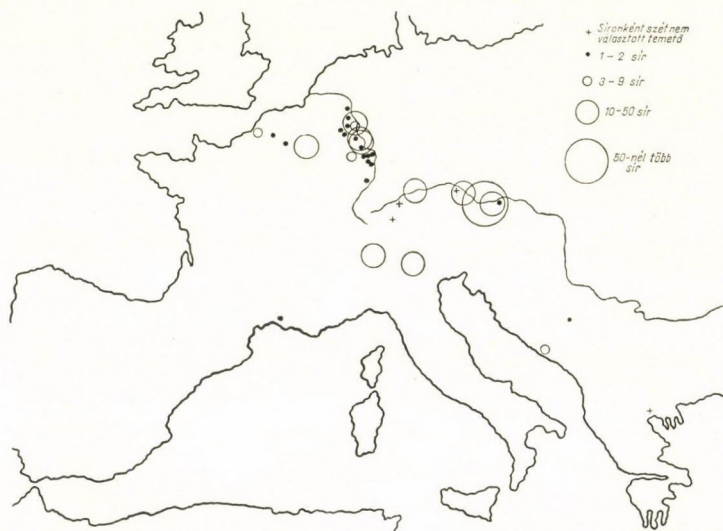 Síronként szét nem
választott temető
1–2 sír
3–9 sír
10–50 sír
50-nél több
sír